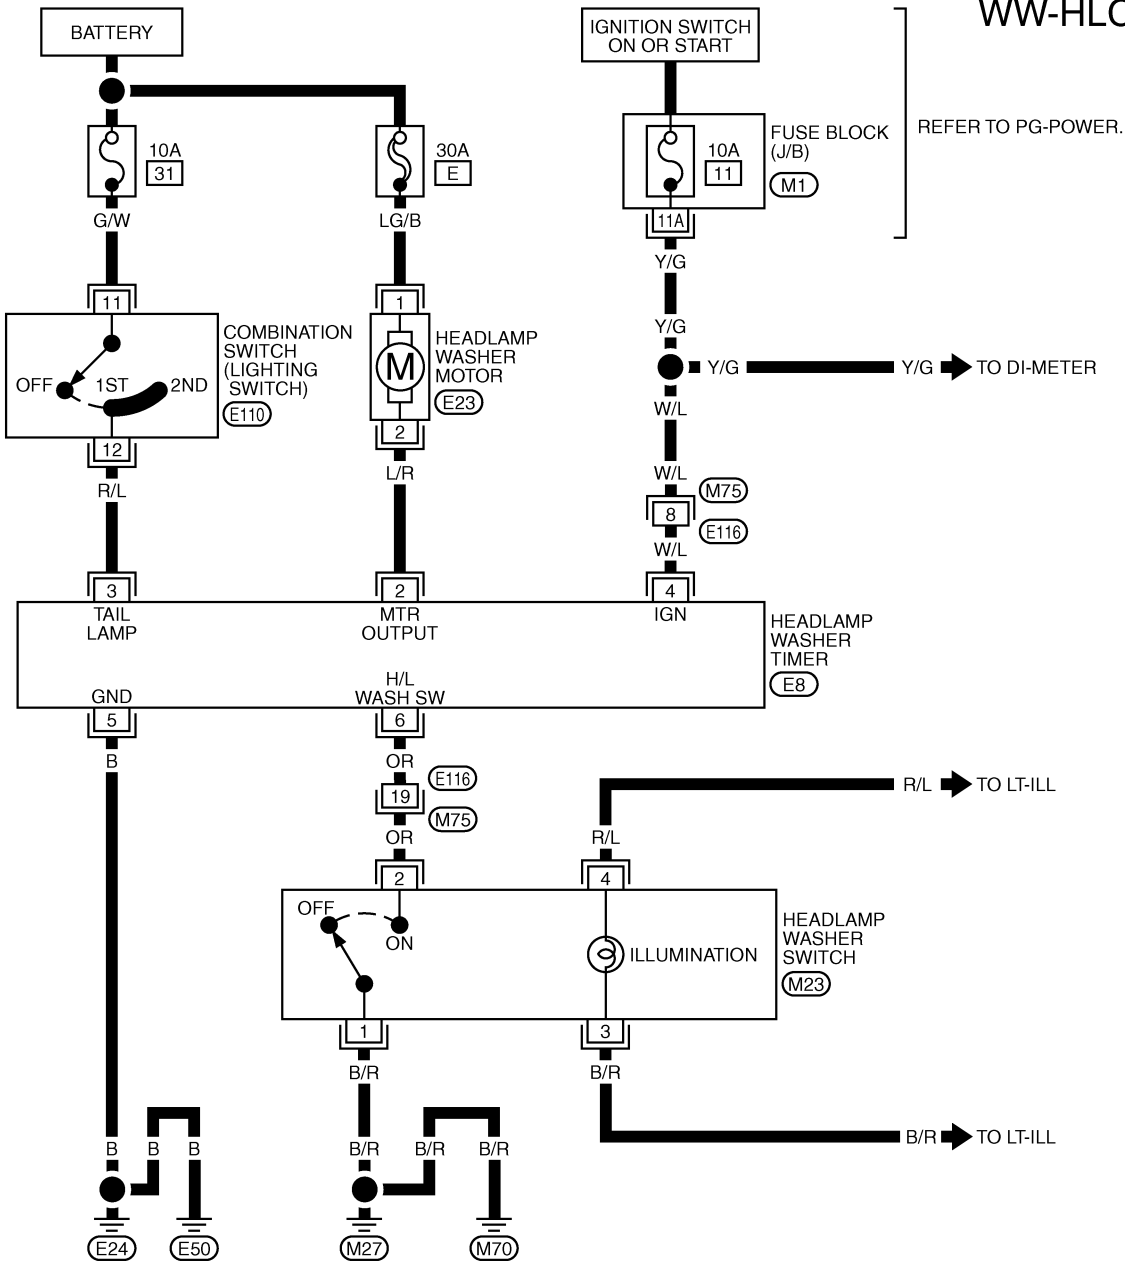 WW-HLC
BATTERY
IGNITION SWITCH
ON OR START
REFER TO PG-POWER.
10A
31
30A
E
10A
11
FUSE BLOCK
(J/B)
M1
11A
G/W
LG/B
Y/G
Y/G
Y/G
Y/G
TO DI-METER
11
1
COMBINATION
SWITCH
(LIGHTING
SWITCH)
E110
OFF
1ST
2ND
M
HEADLAMP
WASHER
MOTOR
E23
W/L
12
2
R/L
L/R
W/L
M75
8
E116
W/L
3
2
4
TAIL
LAMP
MTR
OUTPUT
IGN
HEADLAMP
WASHER
TIMER
E8
GND
H/L
WASH SW
5
6
B
OR
E116
19
M75
OR
R/L
TO LT-ILL
R/L
2
4
OFF
ON
ILLUMINATION
HEADLAMP
WASHER
SWITCH
M23
1
3
B/R
B/R
B/R
TO LT-ILL
B
B
B
B/R
B/R
B/R
E24
E50
M27
M70